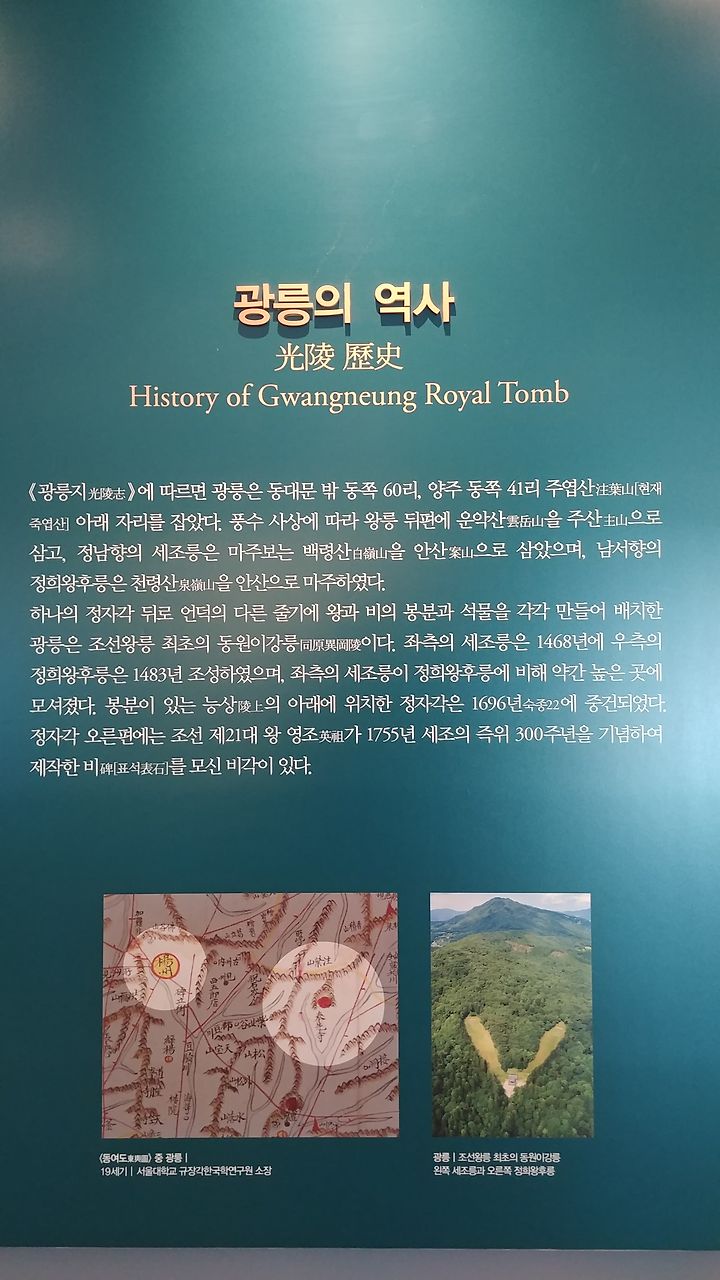 광릉의 역사
光陵 歷史
History of Gwangneung Royal Tomb
《광릉지光陵志》에 따르면 광릉은 동대문 밖 동쪽 60리, 양주 동쪽 41리 주엽산注葉山[현재
죽엽산] 아래 자리를 잡았다. 풍수 사상에 따라 왕릉 뒤편에 운악산雲岳山을 주산主山으로
삼고, 정남향의 세조릉은 마주보는 백령산白嶺山을 안산案山으로 삼았으며, 남서향의
정희왕후릉은 천령산泉嶺山을 안산으로 마주하였다.
하나의 정자각 뒤로 언덕의 다른 줄기에 왕과 비의 봉분과 석물을 각각 만들어 배치한
광릉은 조선왕릉 최초의 동원이강릉同原異岡陵이다. 좌측의 세조릉은 1468년에 우측의
정희왕후릉은 1483년 조성하였으며, 좌측의 세조릉이 정희왕후릉에 비해 약간 높은 곳에
모셔졌다. 봉분이 있는 능상陵上의 아래에 위치한 정자각은 1696년숙종22에 중건되었다.
정자각 오른편에는 조선 제21대 왕 영조英祖가 1755년 세조의 즉위 300주년을 기념하여
제작한 비碑[표석表石]를 모신 비각이 있다.
楊州
山葉注
奉先寺
〈동여도東輿圖〉 중 광릉 |
19세기 | 서울대학교 규장각한국학연구원 소장
광릉 | 조선왕릉 최초의 동원이강릉
왼쪽 세조릉과 오른쪽 정희왕후릉